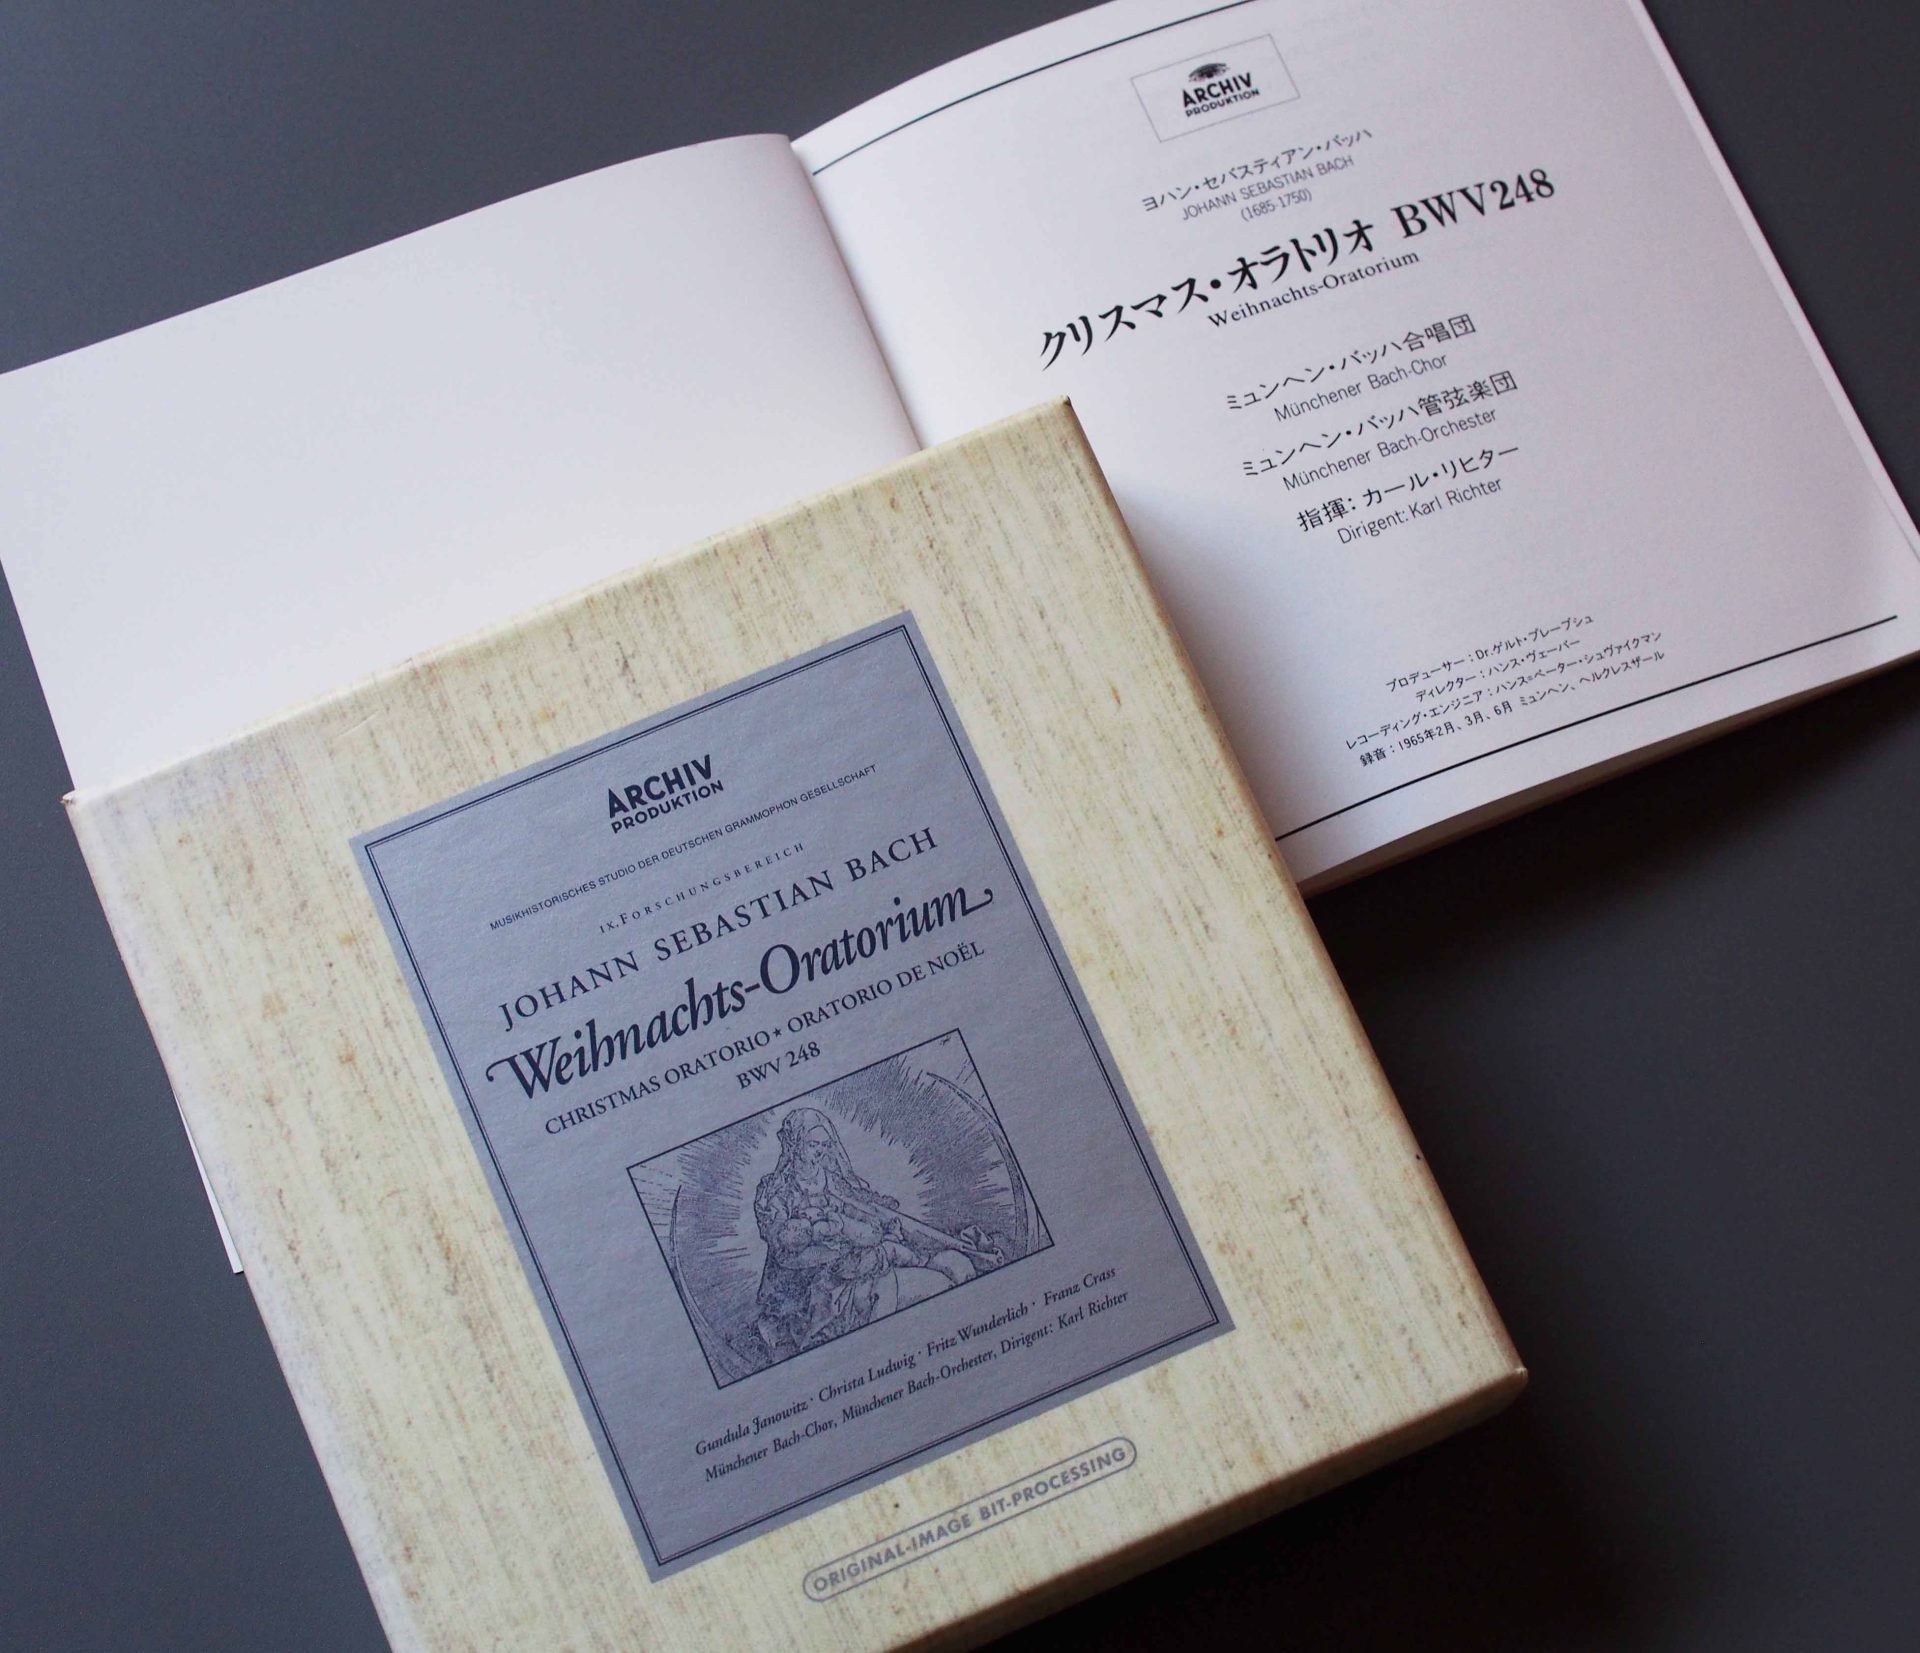 ARCHIV
PRODUKTION
ヨハン・セバスティアン・バッハ
JOHANN SEBASTIAN BACH
(1685-1750)
クリスマス・オラトリオ BWV248
Weihnachts-Oratorium
ミュンヘン・バッハ合唱団
Münchener Bach-Chor
ミュンヘン・バッハ管弦楽団
Münchener Bach-Orchester
指揮：カール・リヒター
Dirigent: Karl Richter
プロデューサー：Dr.ゲルト・プレープシュ
ディレクター：ハンス・ヴェーバー
レコーディング・エンジニア：ハンス=ペーター・シュヴァイクマン
録音：1965年2月、3月、6月 ミュンヘン、ヘルクレスザール
ARCHIV
PRODUKTION
MUSIKHISTORISCHES STUDIO DER DEUTSCHEN GRAMMOPHON GESELLSCHAFT
IX. FORSCHUNGSBEREICH
JOHANN SEBASTIAN BACH
Weihnachts-Oratorium
CHRISTMAS ORATORIO ★ ORATORIO DE NOËL
BWV 248
Gundula Janowitz · Christa Ludwig · Fritz Wunderlich · Franz Crass
Münchener Bach-Chor, Münchener Bach-Orchester, Dirigent: Karl Richter
ORIGINAL-IMAGE BIT-PROCESSING